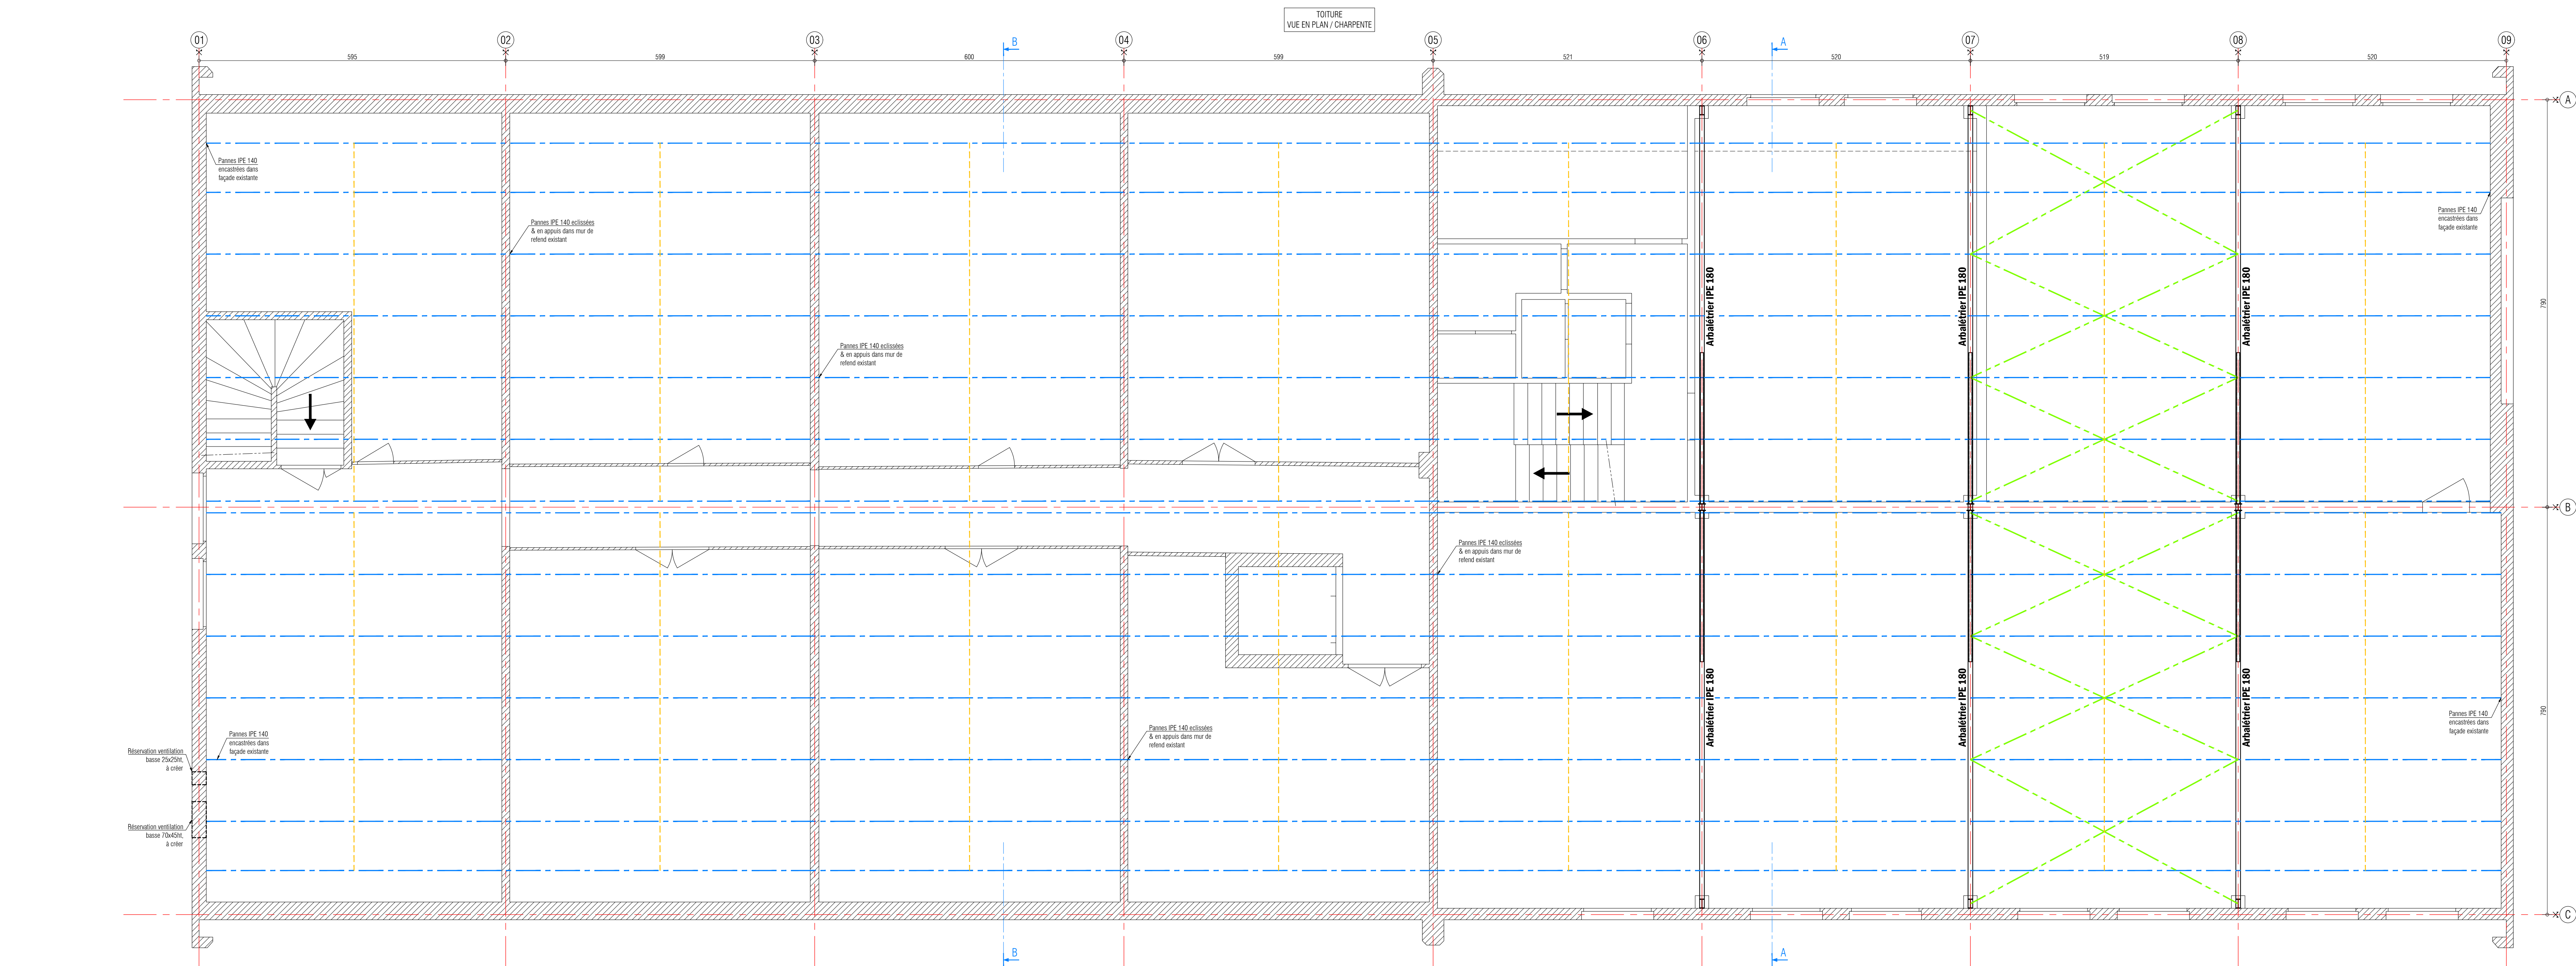 TOITURE
VUE EN PLAN / CHARPENTE
01
02
03
B
04
05
06
A
07
08
09
595
599
600
599
521
520
519
520
A
Pannes IPE 140
encastrées dans
façade existante
Pannes IPE 140 eclissées
& en appuis dans mur de
refend existant
Pannes IPE 140
encastrées dans
façade existante
Arbalétrier IPE 180
Arbalétrier IPE 180
Arbalétrier IPE 180
790
Pannes IPE 140 eclissées
& en appuis dans mur de
refend existant
B
Pannes IPE 140 eclissées
& en appuis dans mur de
refend existant
Arbalétrier IPE 180
Arbalétrier IPE 180
Arbalétrier IPE 180
790
Pannes IPE 140
encastrées dans
façade existante
Pannes IPE 140 eclissées
& en appuis dans mur de
refend existant
Pannes IPE 140
encastrées dans
façade existante
Réservation ventilation
basse 25x25ht,
à créer
Réservation ventilation
basse 70x45ht,
à créer
C
B
A